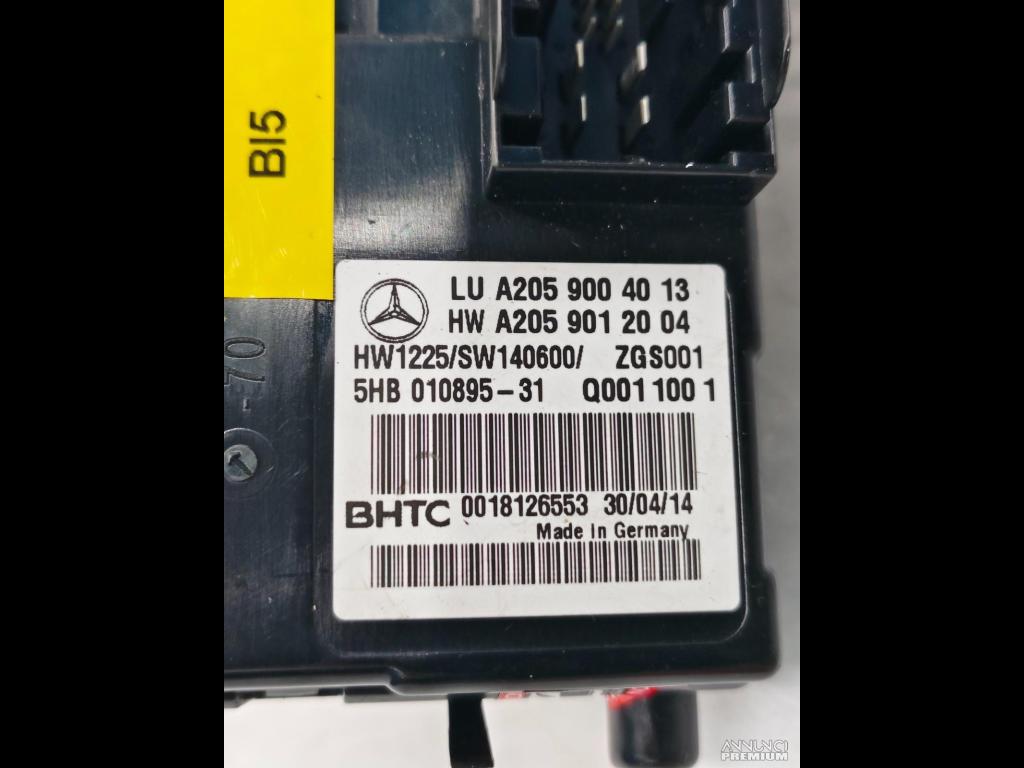 BI5
LU A205 900 40 13
HW A205 901 20 04
HW1225/SW140600/ ZGS001
5HB 010895-31 Q001 100 1
BHTC 0018126553 30/04/14
Made in Germany
-70
ANNUNCI
PREMIUM